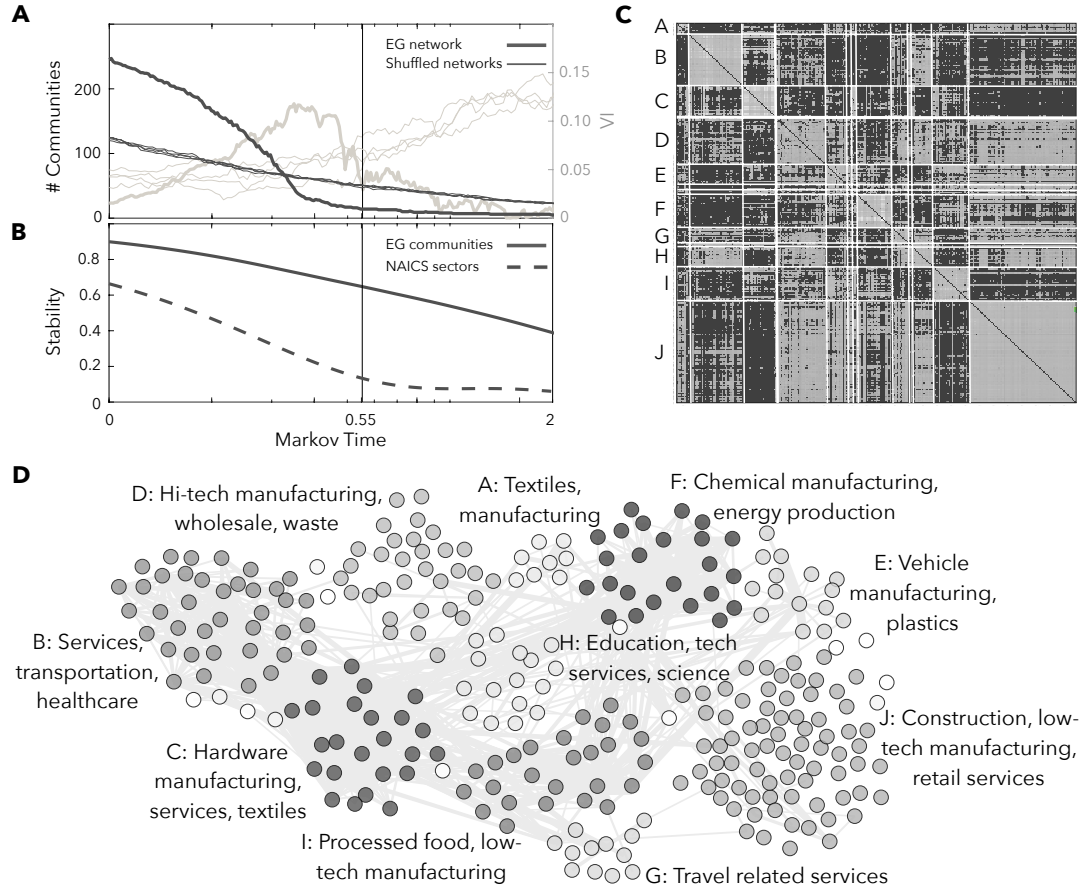 A
# Communities
200
100
0
EG network
Shuffled networks
0.15
0.10
0.05
0
VI
B
Stability
0.8
0.6
0.4
0.2
0
EG communities
NAICS sectors
0
0.55
2
Markov Time
C
A
B
C
D
E
F
G
H
I
J
D
D: Hi-tech manufacturing,
wholesale, waste
A: Textiles,
manufacturing
F: Chemical manufacturing,
energy production
E: Vehicle
manufacturing,
plastics
B: Services,
transportation,
healthcare
H: Education, tech
services, science
J: Construction, low-
tech manufacturing,
retail services
C: Hardware
manufacturing,
services, textiles
I: Processed food, low-
tech manufacturing
G: Travel related services